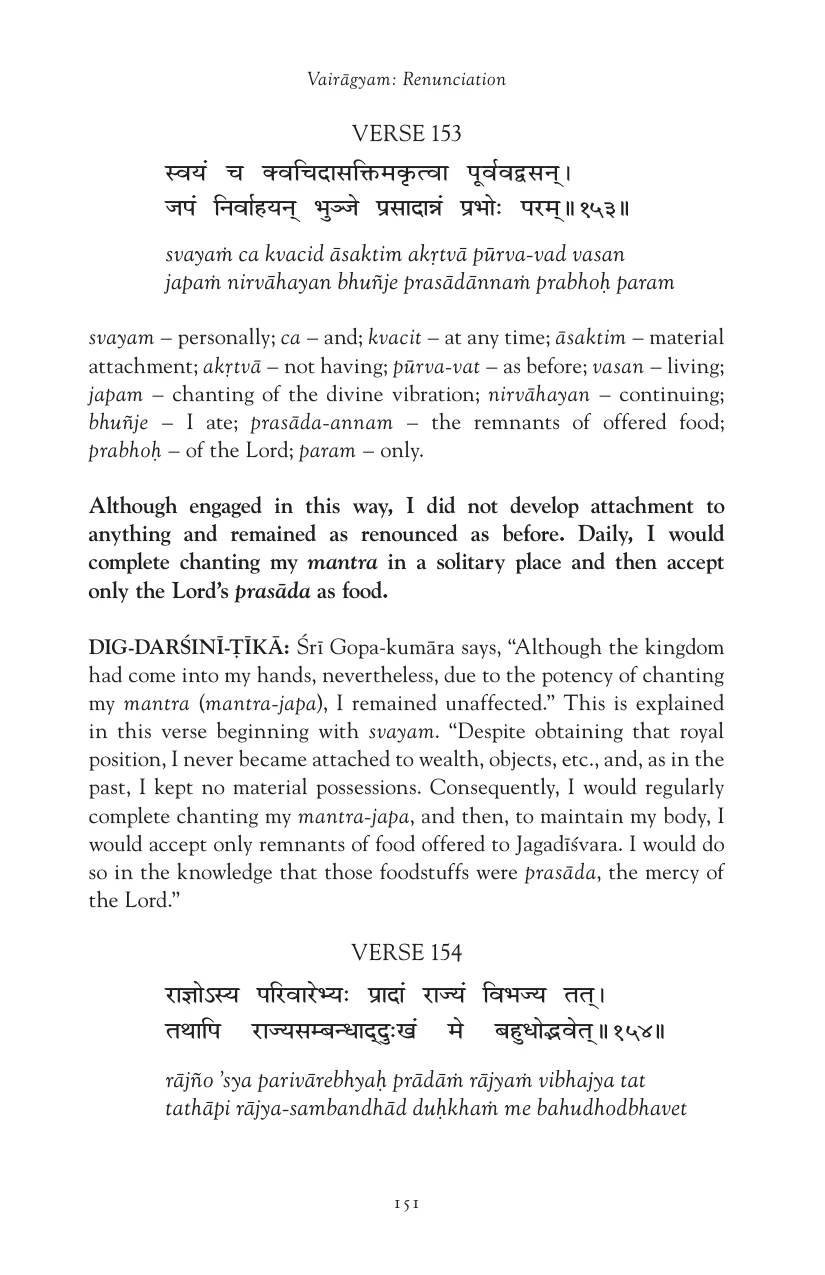 Vairāgyam: Renunciation
VERSE 153
स्वयं च क्वचिदासक्तिमकृत्वा पूर्ववद्वसन्।
जपं निर्वाहयन् भुञ्जे प्रसादान्नं प्रभोः परम्॥१५३॥
svayaṁ ca kvacid āsaktim akṛtvā pūrva-vad vasan
japaṁ nirvāhayan bhuñje prasādānnaṁ prabhoḥ param
svayam – personally; ca – and; kvacit – at any time; āsaktim – material
attachment; akṛtvā – not having; pūrva-vat – as before; vasan – living;
japam – chanting of the divine vibration; nirvāhayan – continuing;
bhuñje – I ate; prasāda-annam – the remnants of offered food;
prabhoḥ – of the Lord; param – only.
Although engaged in this way, I did not develop attachment to
anything and remained as renounced as before. Daily, I would
complete chanting my mantra in a solitary place and then accept
only the Lord’s prasāda as food.
DIG-DARŚINĪ-ṬĪKĀ: Śrī Gopa-kumāra says, “Although the kingdom
had come into my hands, nevertheless, due to the potency of chanting
my mantra (mantra-japa), I remained unaffected.” This is explained
in this verse beginning with svayam. “Despite obtaining that royal
position, I never became attached to wealth, objects, etc., and, as in the
past, I kept no material possessions. Consequently, I would regularly
complete chanting my mantra-japa, and then, to maintain my body, I
would accept only remnants of food offered to Jagadīśvara. I would do
so in the knowledge that those foodstuffs were prasāda, the mercy of
the Lord.”
VERSE 154
राज्ञोऽस्य परिवारेभ्यः प्रादां राज्यं विभज्य तत्।
तथापि राज्यसम्बन्धाद्दुःखं मे बहुधोद्भवेत्॥१५४॥
rājño ’sya parivārebhyaḥ prādāṁ rājyaṁ vibhajya tat
tathāpi rājya-sambandhād duḥkhaṁ me bahudhodbhavet
151